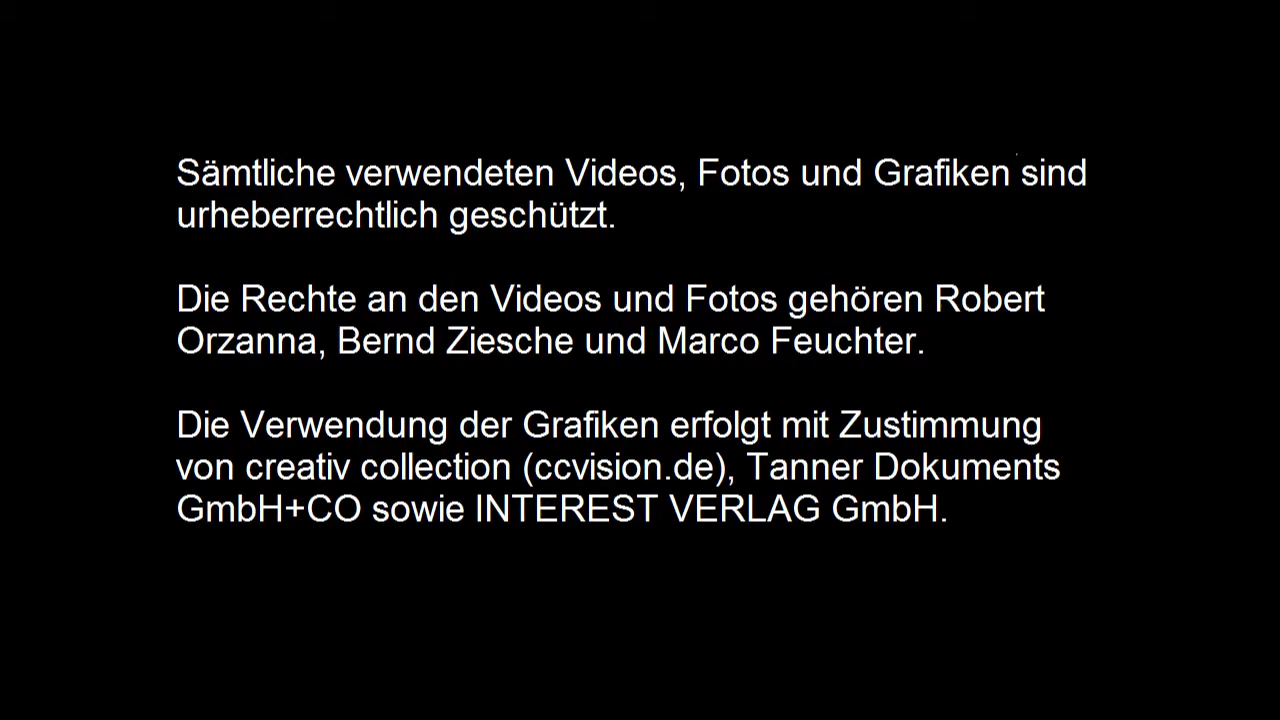 Sämtliche verwendeten Videos, Fotos und Grafiken sind
urheberrechtlich geschützt.
Die Rechte an den Videos und Fotos gehören Robert
Orzanna, Bernd Ziesche und Marco Feuchter.
Die Verwendung der Grafiken erfolgt mit Zustimmung
von creativ collection (ccvision.de), Tanner Dokuments
GmbH+CO sowie INTEREST VERLAG GmbH.